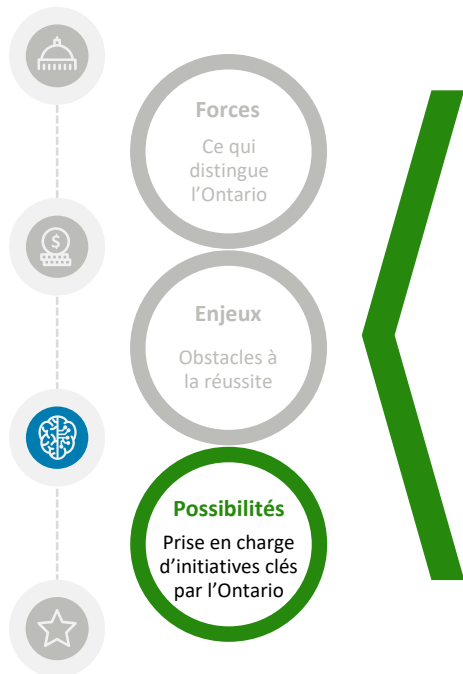 Forces
Ce qui
distingue
l’Ontario
$
Enjeux
Obstacles à
la réussite
Possibilités
Prise en charge
d’initiatives clés
par l’Ontario